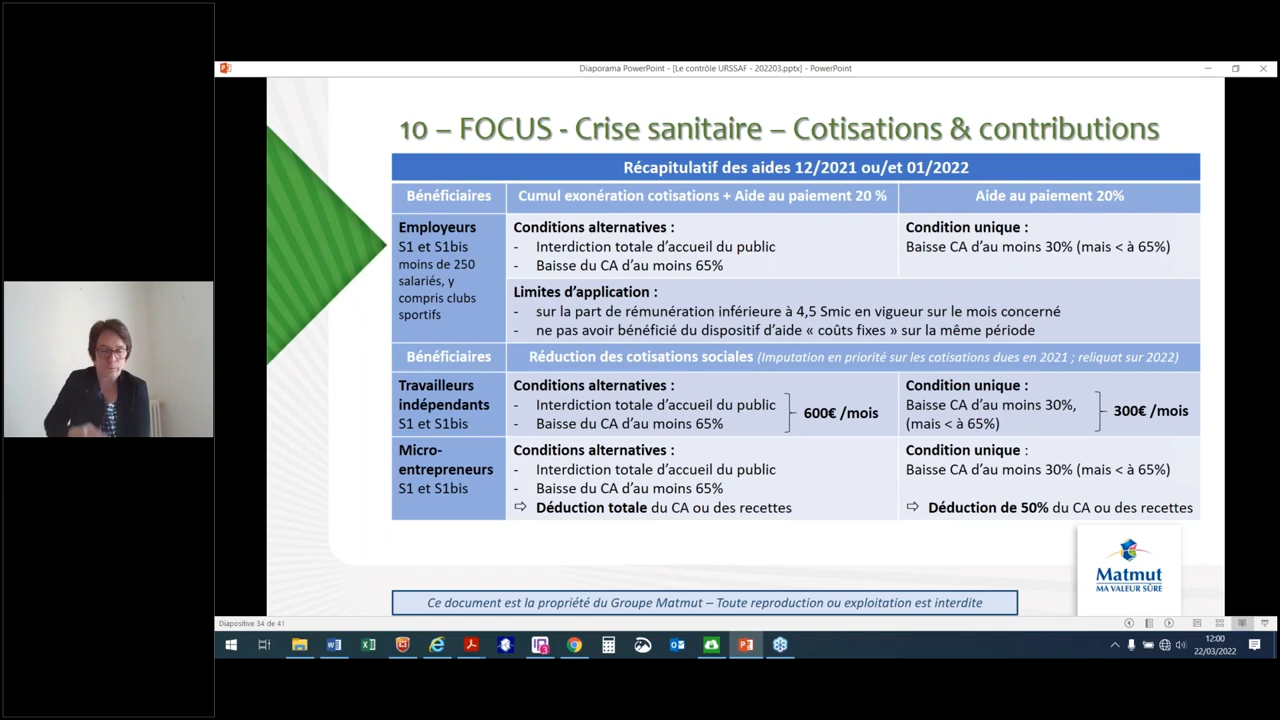 Diaporama PowerPoint - [Le contrôle URSSAF - 202203.pptx] - PowerPoint
10 – FOCUS - Crise sanitaire – Cotisations & contributions
Récapitulatif des aides 12/2021 ou/et 01/2022
Bénéficiaires
Cumul exonération cotisations + Aide au paiement 20 %
Aide au paiement 20%
Employeurs
S1 et S1bis
moins de 250
salariés, y
compris clubs
sportifs
Conditions alternatives :
- Interdiction totale d'accueil du public
- Baisse du CA d'au moins 65%
Condition unique :
Baisse CA d'au moins 30% (mais < à 65%)
Limites d'application :
- sur la part de rémunération inférieure à 4,5 Smic en vigueur sur le mois concerné
- ne pas avoir bénéficié du dispositif d'aide « coûts fixes » sur la même période
Bénéficiaires
Réduction des cotisations sociales (Imputation en priorité sur les cotisations dues en 2021 ; reliquat sur 2022)
Travailleurs
indépendants
S1 et S1bis
Conditions alternatives :
- Interdiction totale d'accueil du public
- Baisse du CA d'au moins 65%
600€ /mois
Condition unique :
Baisse CA d'au moins 30%,
(mais < à 65%)
300€ /mois
Micro-
entrepreneurs
S1 et S1bis
Conditions alternatives :
- Interdiction totale d'accueil du public
- Baisse du CA d'au moins 65%
⇨ Déduction totale du CA ou des recettes
Condition unique :
Baisse CA d'au moins 30% (mais < à 65%)
⇨ Déduction de 50% du CA ou des recettes
Matmut
MA VALEUR SÛRE
Ce document est la propriété du Groupe Matmut – Toute reproduction ou exploitation est interdite
Diapositive 34 de 41
12:00
22/03/2022